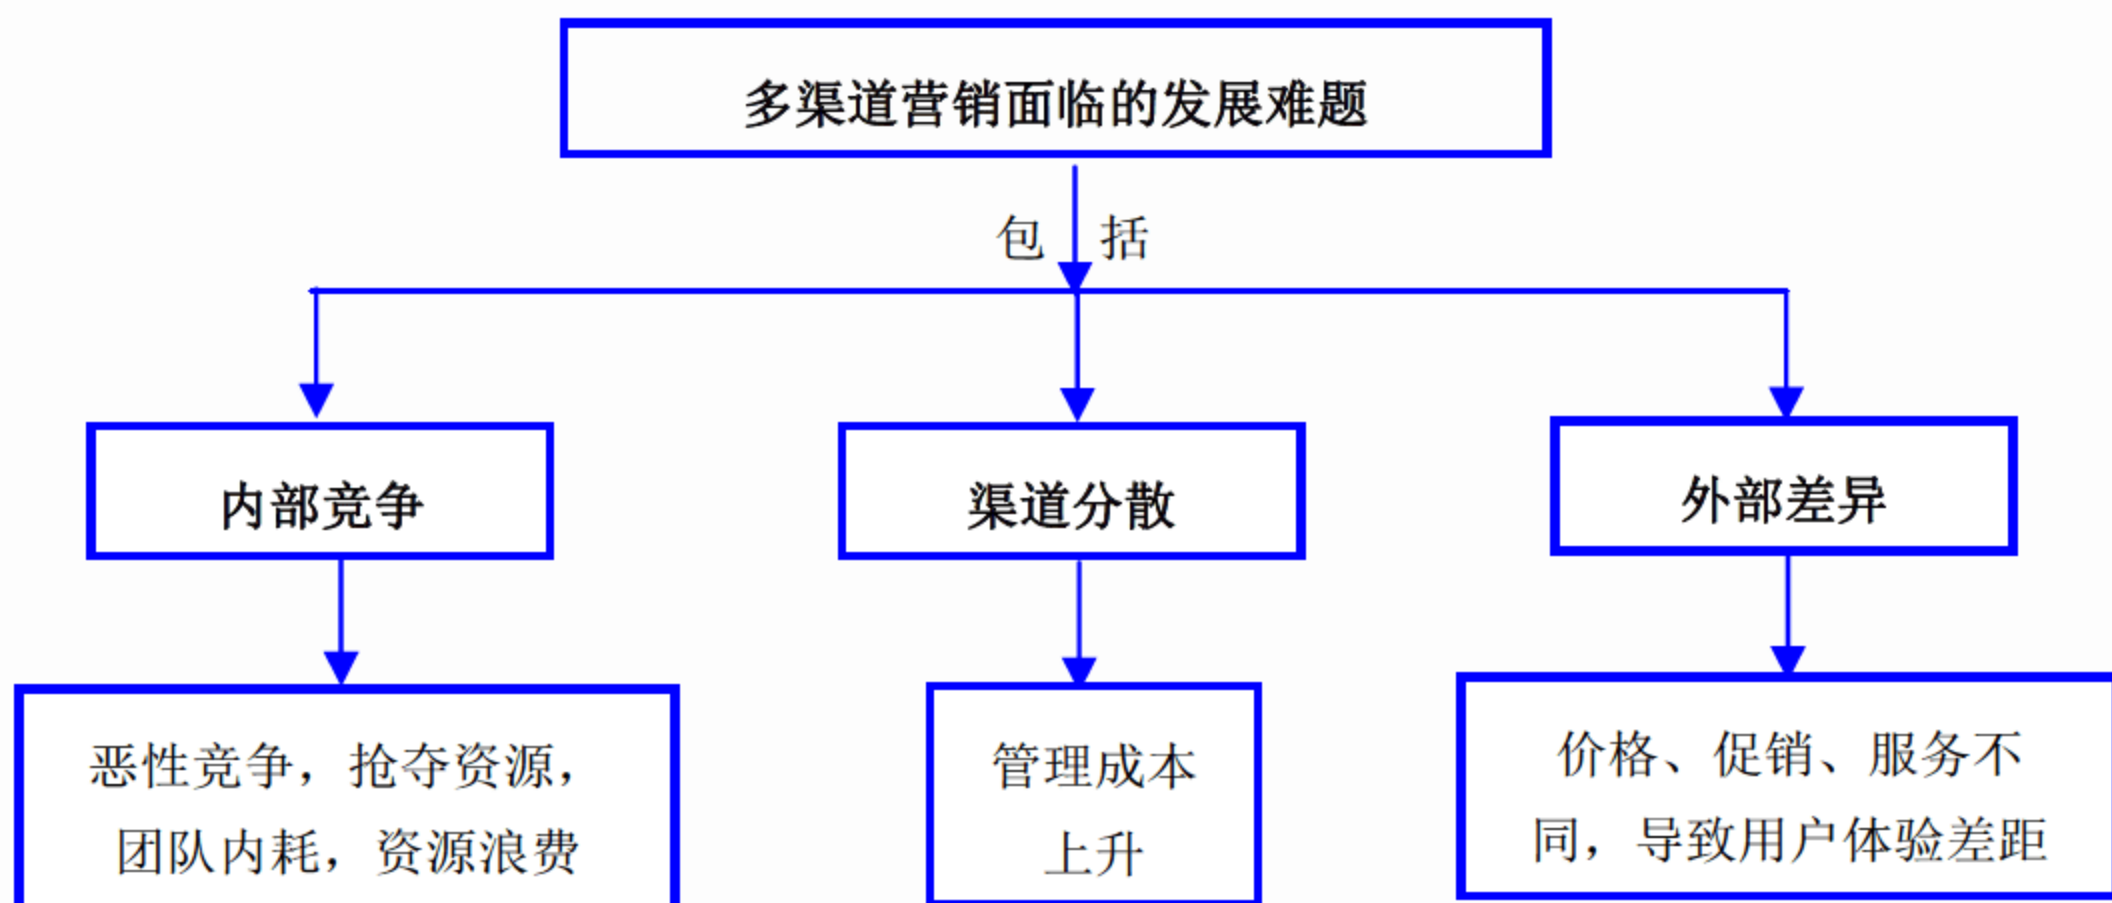 多渠道营销面临的发展难题
包括
内部竞争
渠道分散
外部差异
恶性竞争，抢夺资源，
团队内耗，资源浪费
管理成本
上升
价格、促销、服务不
同，导致用户体验差距